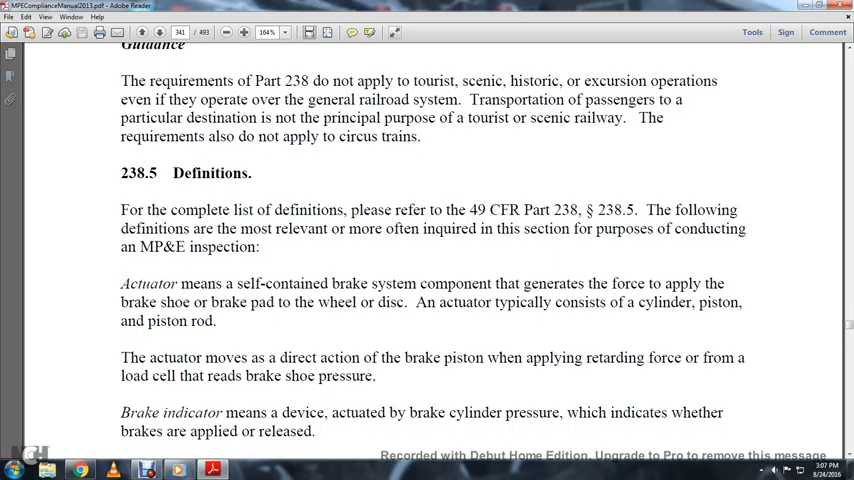 MPEComplianceManual2013.pdf - Adobe Reader
File Edit View Window
341 / 493 164% Tools Sign Comment
Guidance
The requirements of Part 238 do not apply to tourist, scenic, historic, or excursion operations
even if they operate over the general railroad system. Transportation of passengers to a
particular destination is not the principal purpose of a tourist or scenic railway. The
requirements also do not apply to circus trains.
238.5 Definitions.
For the complete list of definitions, please refer to the 49 CFR Part 238, § 238.5. The following
definitions are the most relevant or more often inquired in this section for purposes of conducting
an MP&E inspection:
Actuator means a self-contained brake system component that generates the force to apply the
brake shoe or brake pad to the wheel or disc. An actuator typically consists of a cylinder, piston,
and piston rod.
The actuator moves as a direct action of the brake piston when applying retarding force or from a
load cell that reads brake shoe pressure.
Brake indicator means a device, actuated by brake cylinder pressure, which indicates whether
brakes are applied or released.
NCH
Recorded with Debut Home Edition, Upgrade to Pro to remove this message
3:07 PM
8/24/2016